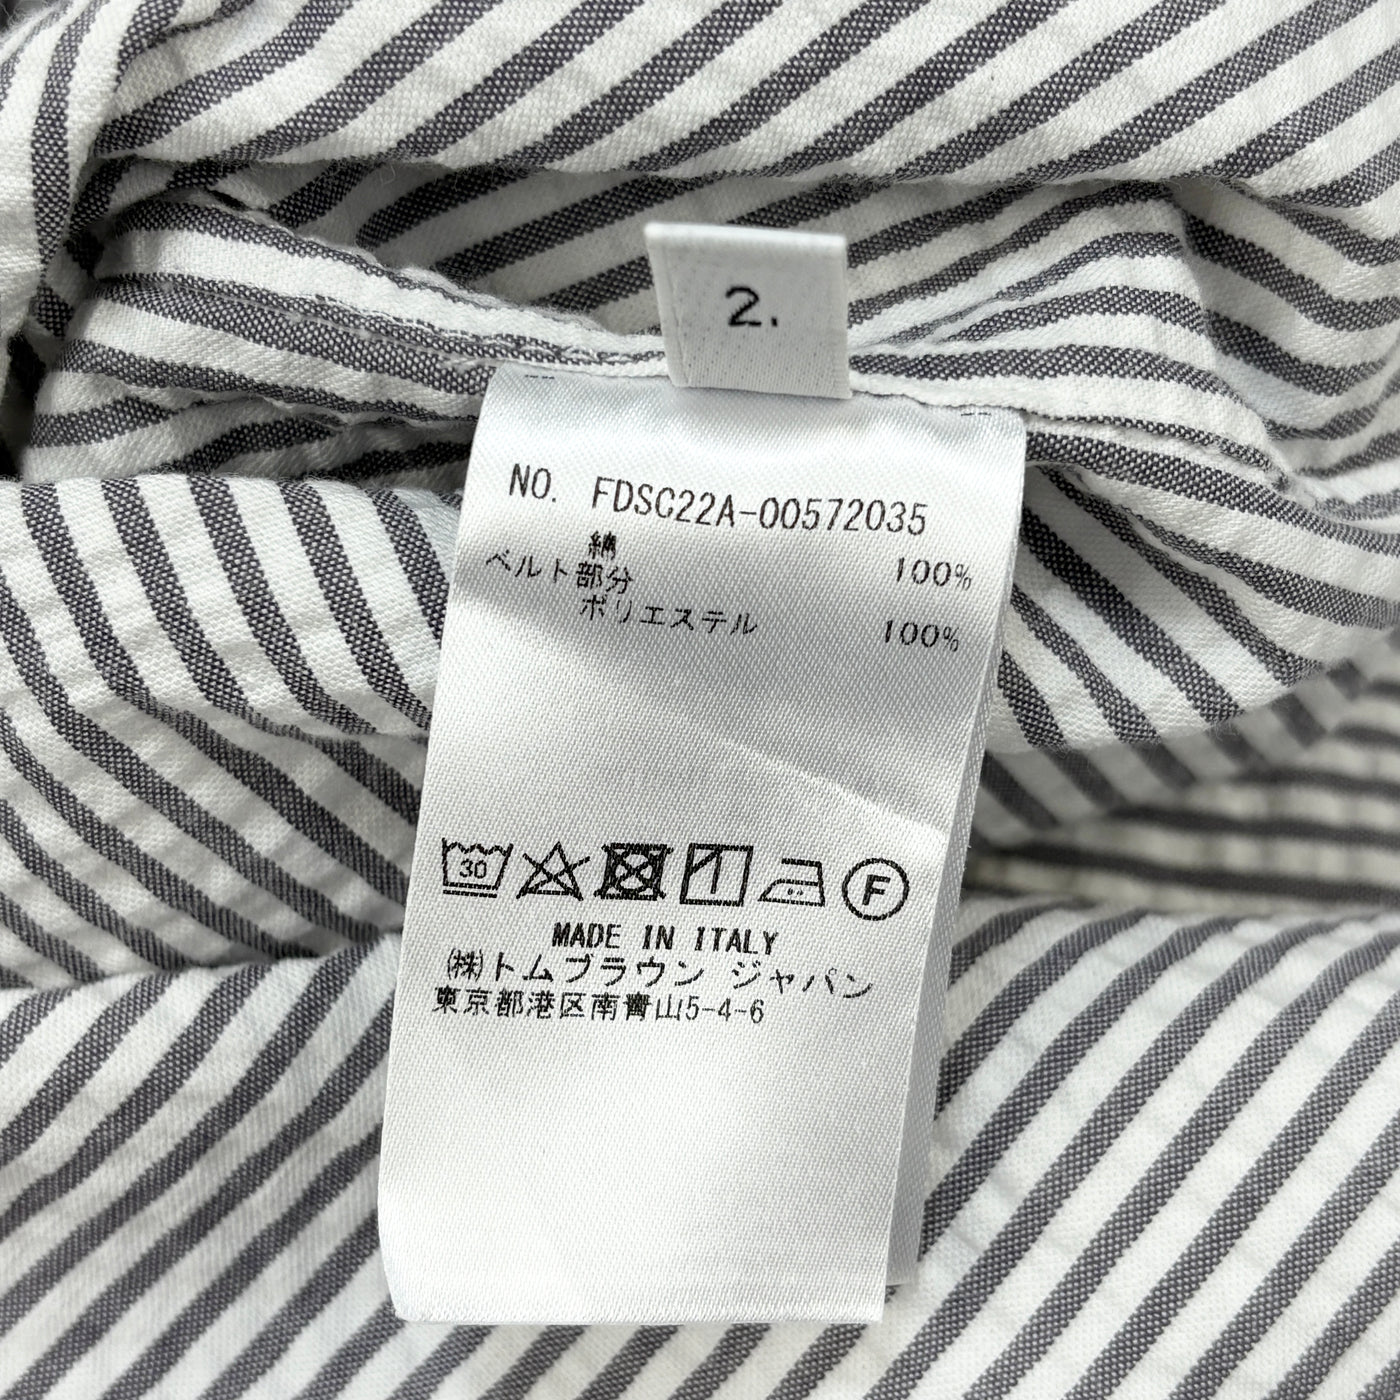 2.
NO. FDSC22A-00572035
綿 100%
ベルト部分
ポリエステル 100%
30
F
MADE IN ITALY
㈱トムブラウン ジャパン
東京都港区南青山5-4-6